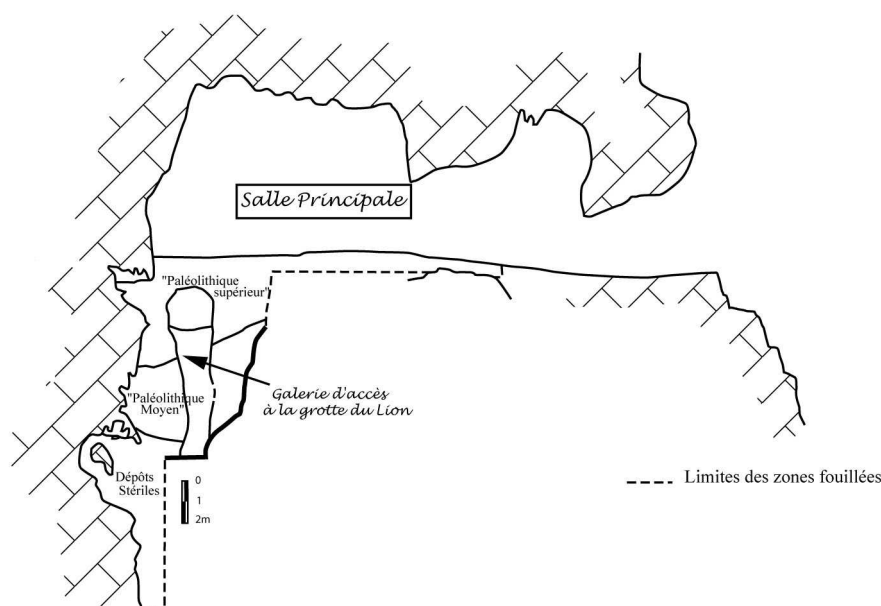 Salle Principale
"Paléolithique
supérieur"
"Paléolithique
Moyen"
Galerie d'accès
à la grotte du Lion
Dépôts
Stériles
0
1
2m
Limites des zones fouillées